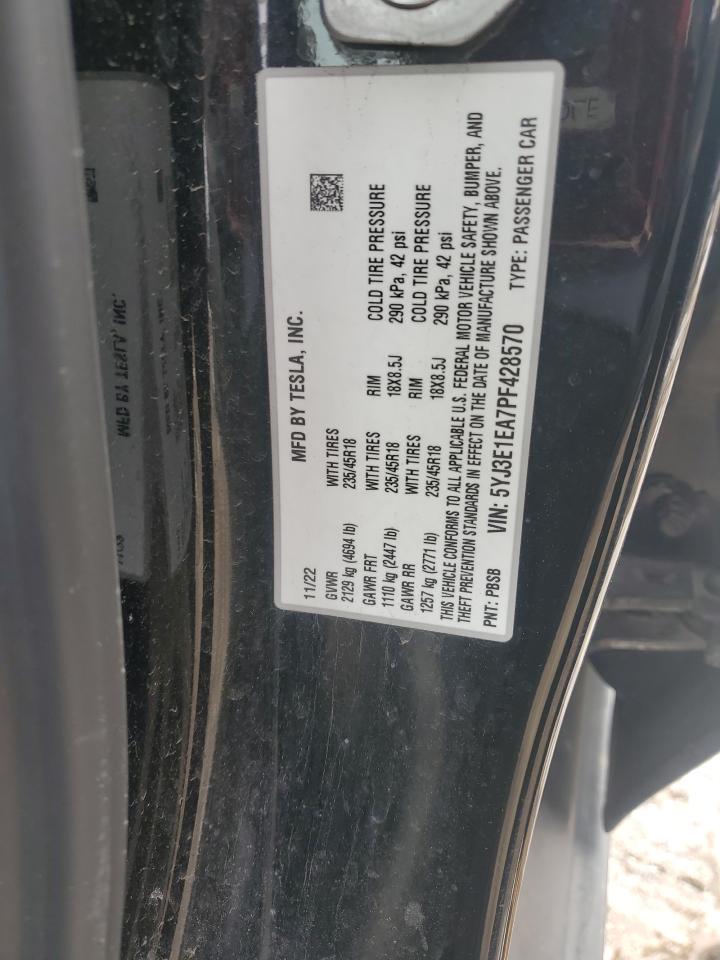 MFD BY TESLA, INC.
11/22
GVWR WITH TIRES
2129 kg (4694 lb) 235/45R18
GAWR FRT WITH TIRES RIM COLD TIRE PRESSURE
1110 kg (2447 lb) 235/45R18 18X8.5J 290 kPa, 42 psi
GAWR RR WITH TIRES RIM COLD TIRE PRESSURE
1257 kg (2771 lb) 235/45R18 18X8.5J 290 kPa, 42 psi
THIS VEHICLE CONFORMS TO ALL APPLICABLE U.S. FEDERAL MOTOR VEHICLE SAFETY, BUMPER, AND
THEFT PREVENTION STANDARDS IN EFFECT ON THE DATE OF MANUFACTURE SHOWN ABOVE.
PNT: PBSB VIN: 5YJ3E1EA7PF428570 TYPE: PASSENGER CAR
MFD BY TESLA, INC.